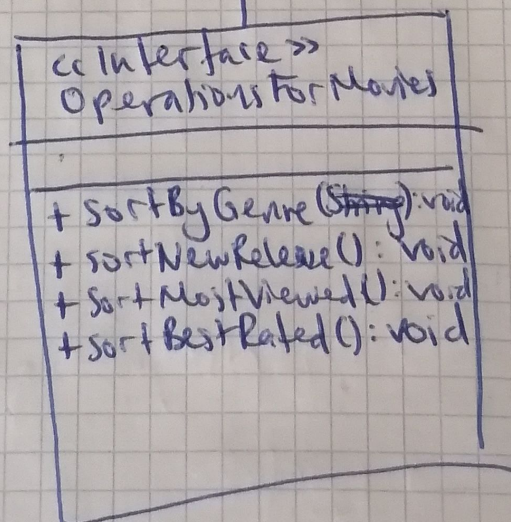 << Interface >>
OperationsForMovies
+ SortByGenre(String): void
+ SortNewRelease(): void
+ SortMostViewed(): void
+ SortBestRated(): void